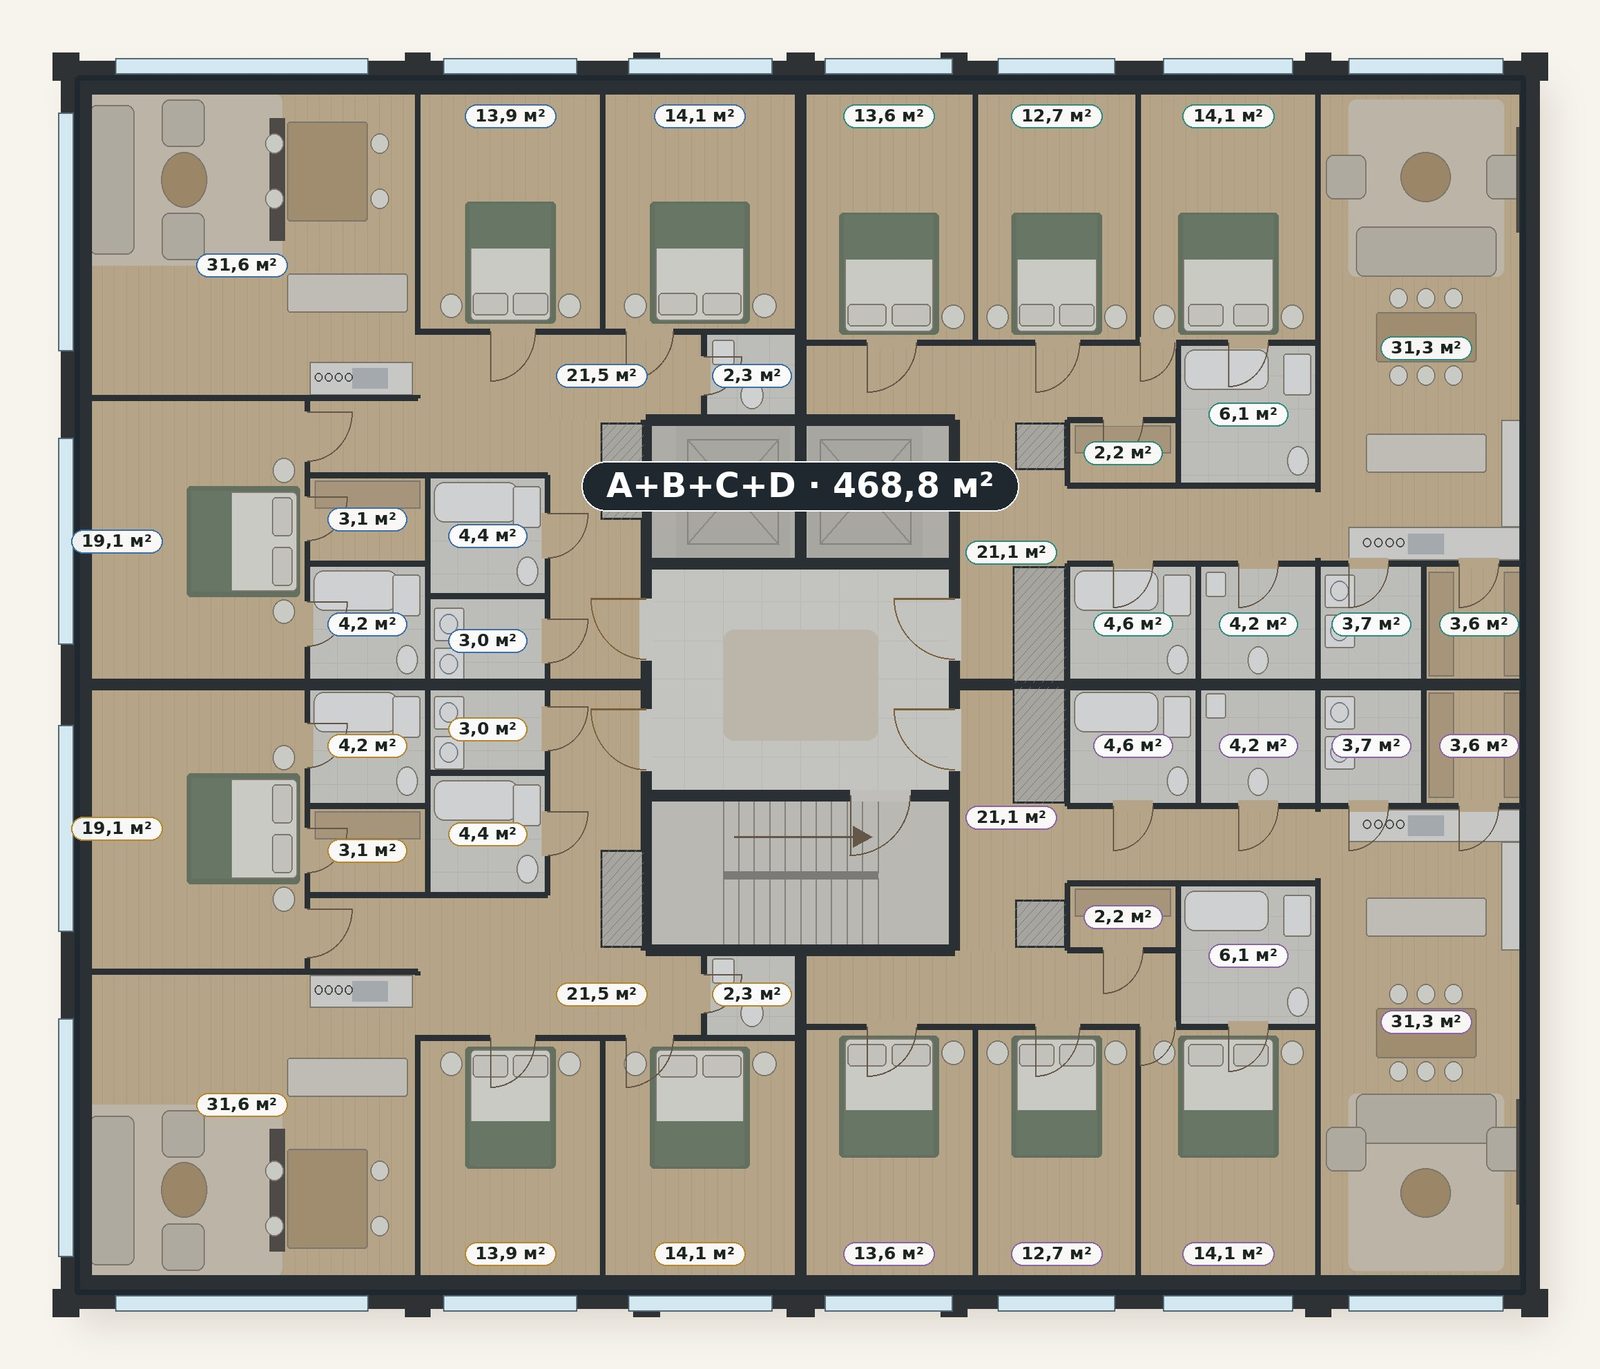 13,9 м²
14,1 м²
13,6 м²
12,7 м²
14,1 м²
31,6 м²
31,3 м²
21,5 м²
2,3 м²
6,1 м²
2,2 м²
A+B+C+D · 468,8 м²
3,1 м²
4,4 м²
19,1 м²
21,1 м²
4,2 м²
3,0 м²
4,6 м²
4,2 м²
3,7 м²
3,6 м²
4,2 м²
3,0 м²
4,6 м²
4,2 м²
3,7 м²
3,6 м²
19,1 м²
3,1 м²
4,4 м²
21,1 м²
2,2 м²
6,1 м²
21,5 м²
2,3 м²
31,3 м²
31,6 м²
13,9 м²
14,1 м²
13,6 м²
12,7 м²
14,1 м²